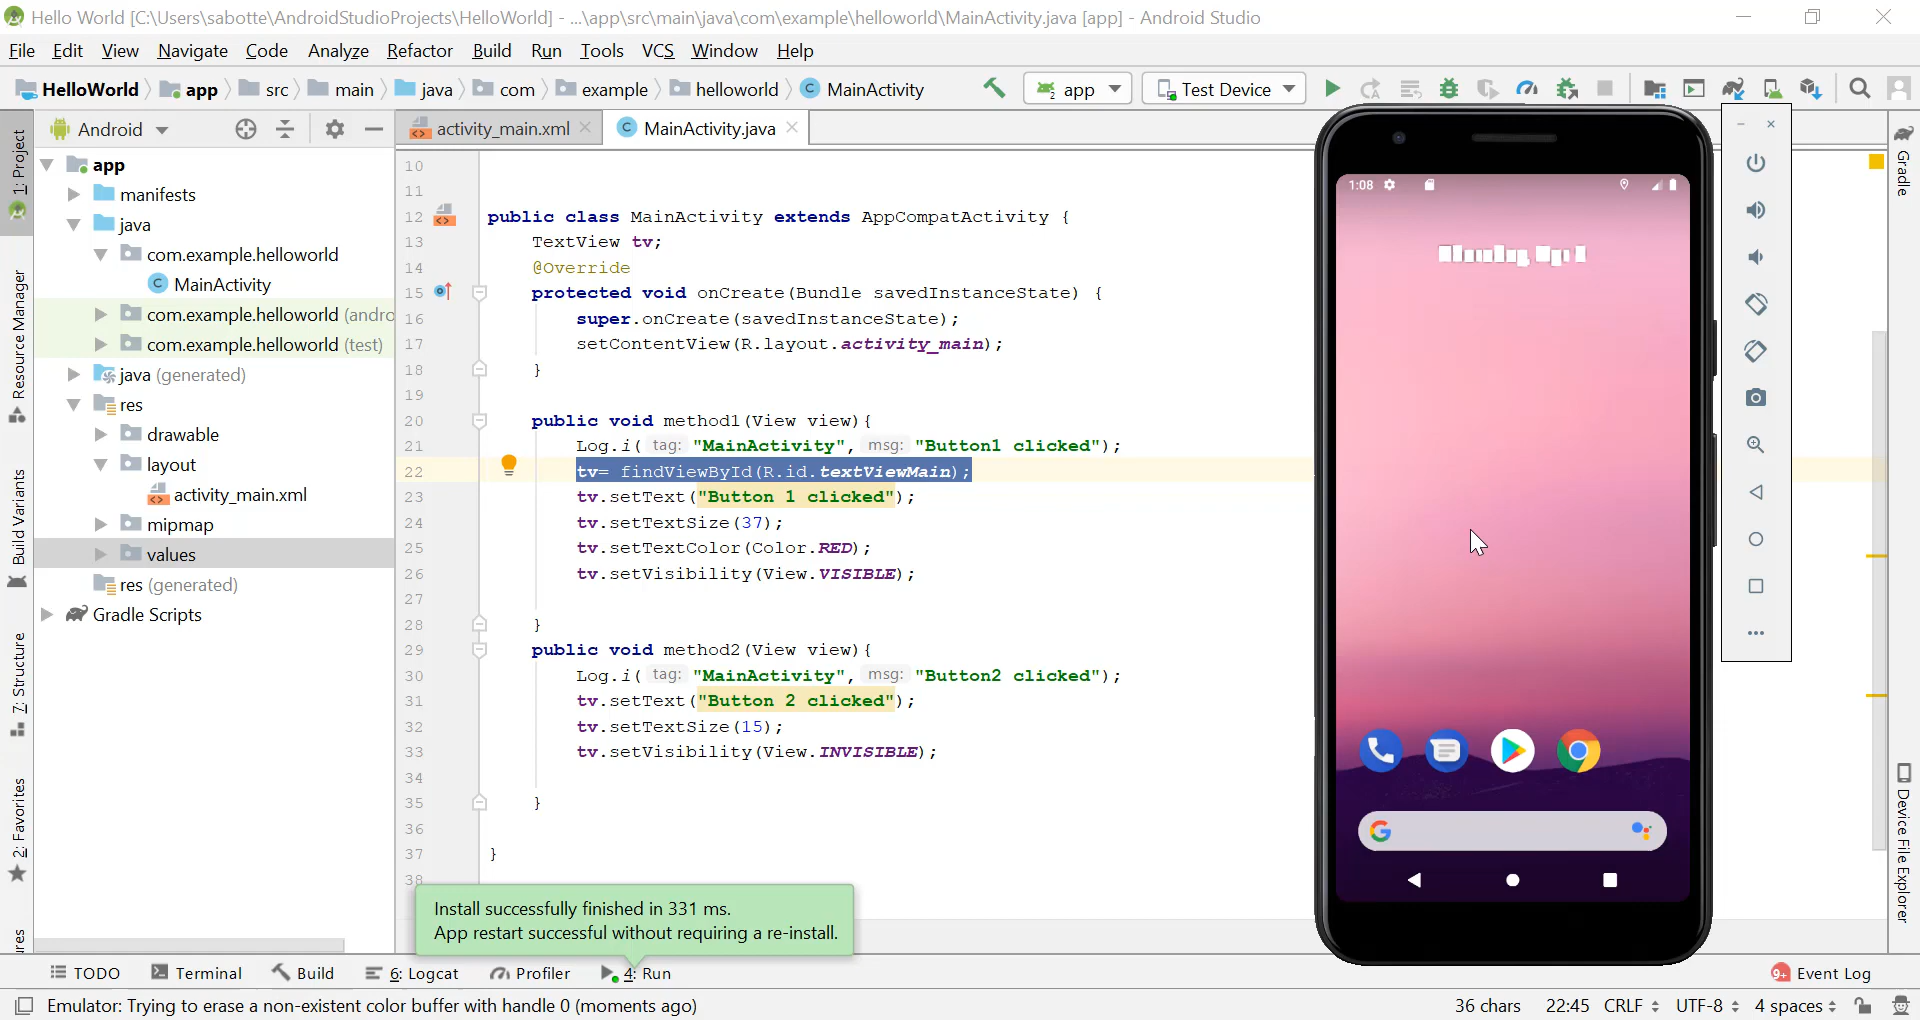 Hello World [C:\Users\sabotte\AndroidStudioProjects\HelloWorld] - ...\app\src\main\java\com\example\helloworld\MainActivity.java [app] - Android Studio
File Edit View Navigate Code Analyze Refactor Build Run Tools VCS Window Help
HelloWorld app src main java com example helloworld MainActivity app Test Device
1: Project
Resource Manager
Build Variants
7: Structure
2: Favorites
Android
app
manifests
java
com.example.helloworld
MainActivity
com.example.helloworld (andro
com.example.helloworld (test)
java (generated)
res
drawable
layout
activity_main.xml
mipmap
values
res (generated)
Gradle Scripts
activity_main.xml MainActivity.java
10
11
12 public class MainActivity extends AppCompatActivity {
13 TextView tv;
14 @Override
15 protected void onCreate(Bundle savedInstanceState) {
16 super.onCreate(savedInstanceState);
17 setContentView(R.layout.activity_main);
18 }
19
20 public void method1(View view){
21 Log.i( tag: "MainActivity", msg: "Button1 clicked");
22 tv= findViewById(R.id.textViewMain);
23 tv.setText("Button 1 clicked");
24 tv.setTextSize(37);
25 tv.setTextColor(Color.RED);
26 tv.setVisibility(View.VISIBLE);
27
28 }
29 public void method2(View view){
30 Log.i( tag: "MainActivity", msg: "Button2 clicked");
31 tv.setText("Button 2 clicked");
32 tv.setTextSize(15);
33 tv.setVisibility(View.INVISIBLE);
34
35 }
36
37 }
38
Install successfully finished in 331 ms.
App restart successful without requiring a re-install.
1:08
Gradle
Device File Explorer
TODO Terminal Build 6: Logcat Profiler 4: Run 9+ Event Log
Emulator: Trying to erase a non-existent color buffer with handle 0 (moments ago) 36 chars 22:45 CRLF UTF-8 4 spaces